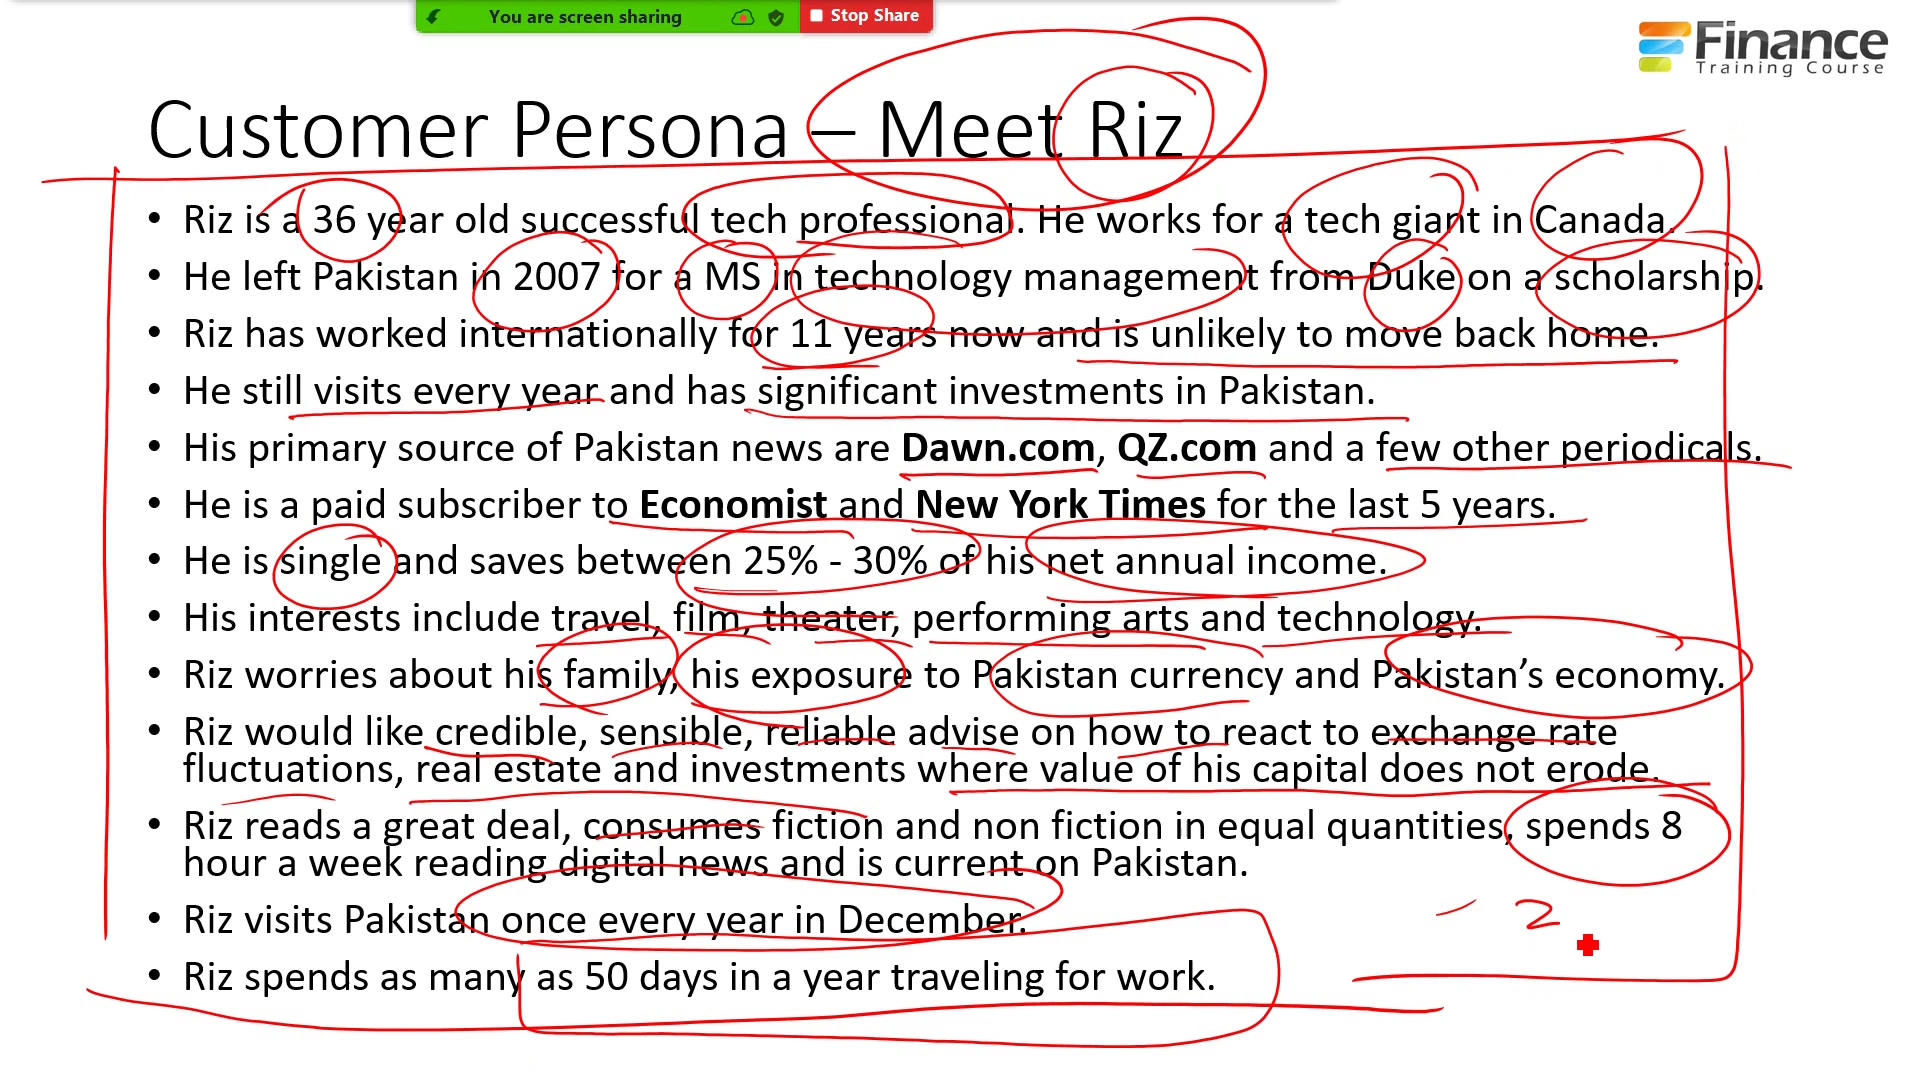 You are screen sharing
Stop Share
Finance
Training Course
Customer Persona – Meet Riz
• Riz is a 36 year old successful tech professional. He works for a tech giant in Canada.
• He left Pakistan in 2007 for a MS in technology management from Duke on a scholarship.
• Riz has worked internationally for 11 years now and is unlikely to move back home.
• He still visits every year and has significant investments in Pakistan.
• His primary source of Pakistan news are Dawn.com, QZ.com and a few other periodicals.
• He is a paid subscriber to Economist and New York Times for the last 5 years.
• He is single and saves between 25% - 30% of his net annual income.
• His interests include travel, film, theater, performing arts and technology.
• Riz worries about his family, his exposure to Pakistan currency and Pakistan’s economy.
• Riz would like credible, sensible, reliable advise on how to react to exchange rate
fluctuations, real estate and investments where value of his capital does not erode.
• Riz reads a great deal, consumes fiction and non fiction in equal quantities, spends 8
hour a week reading digital news and is current on Pakistan.
• Riz visits Pakistan once every year in December.
- 2
• Riz spends as many as 50 days in a year traveling for work.